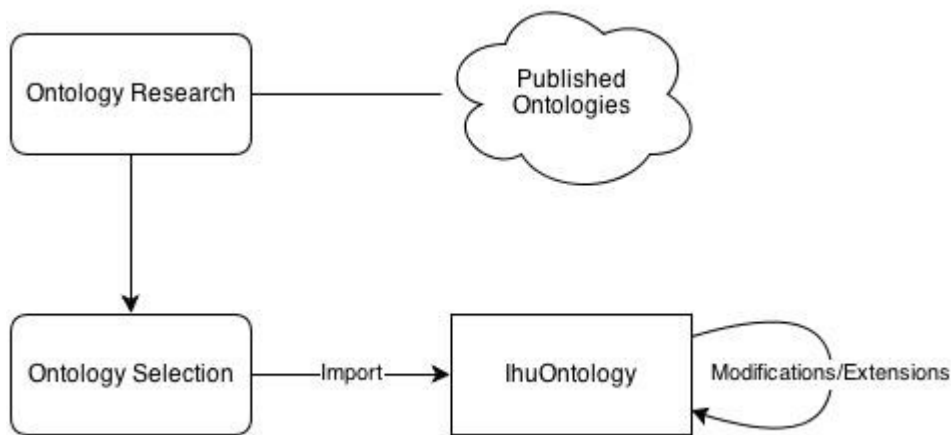 Ontology Research
Published
Ontologies
Ontology Selection
Import
IhuOntology
Modifications/Extensions